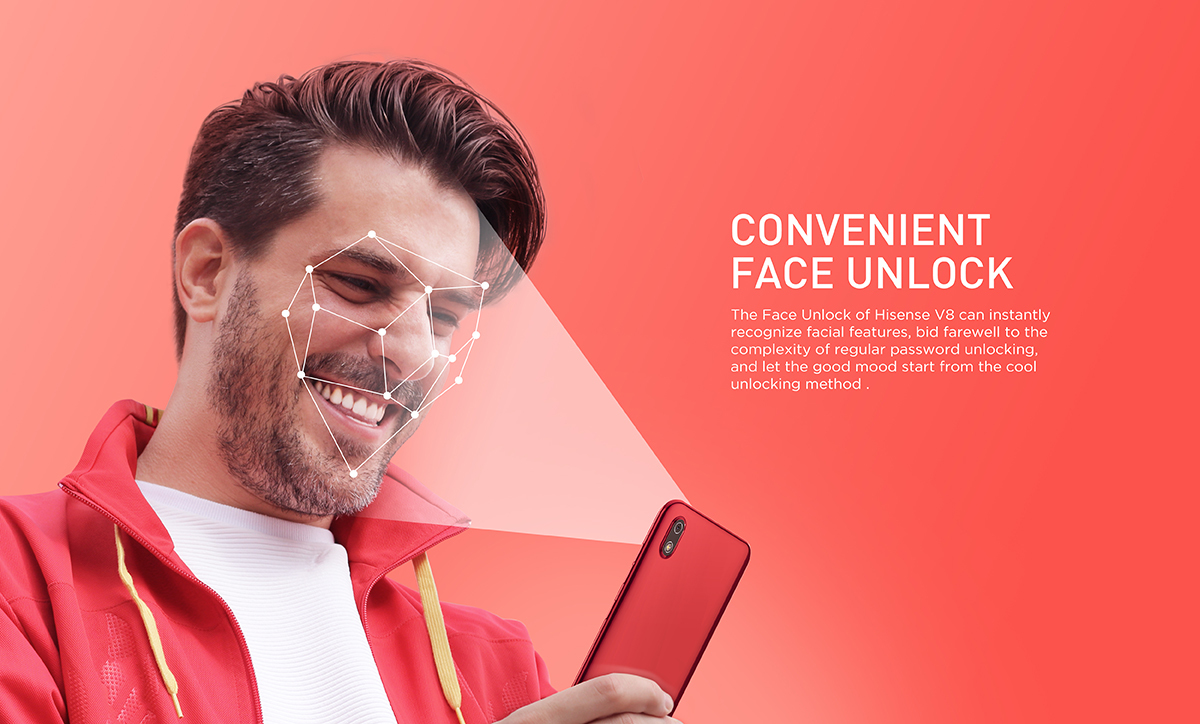 CONVENIENT
FACE UNLOCK
The Face Unlock of Hisense V8 can instantly
recognize facial features, bid farewell to the
complexity of regular password unlocking,
and let the good mood start from the cool
unlocking method .